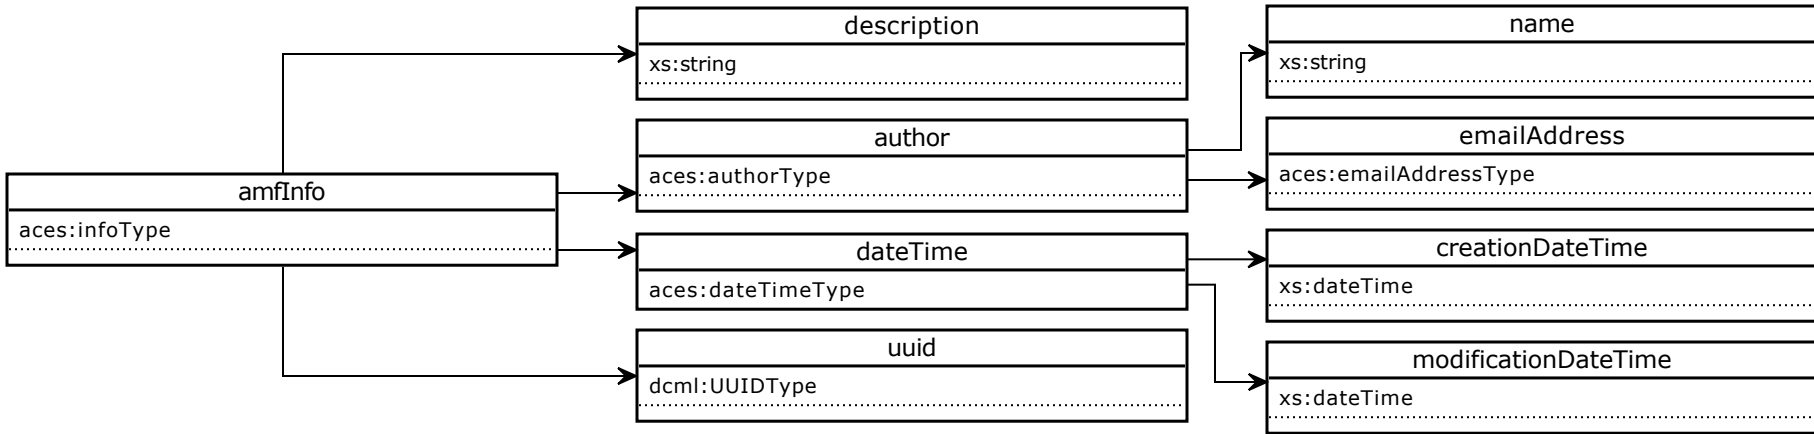 amfInfo
aces:infoType
description
xs:string
author
aces:authorType
dateTime
aces:dateTimeType
uuid
dcml:UUIDType
name
xs:string
emailAddress
aces:emailAddressType
creationDateTime
xs:dateTime
modificationDateTime
xs:dateTime